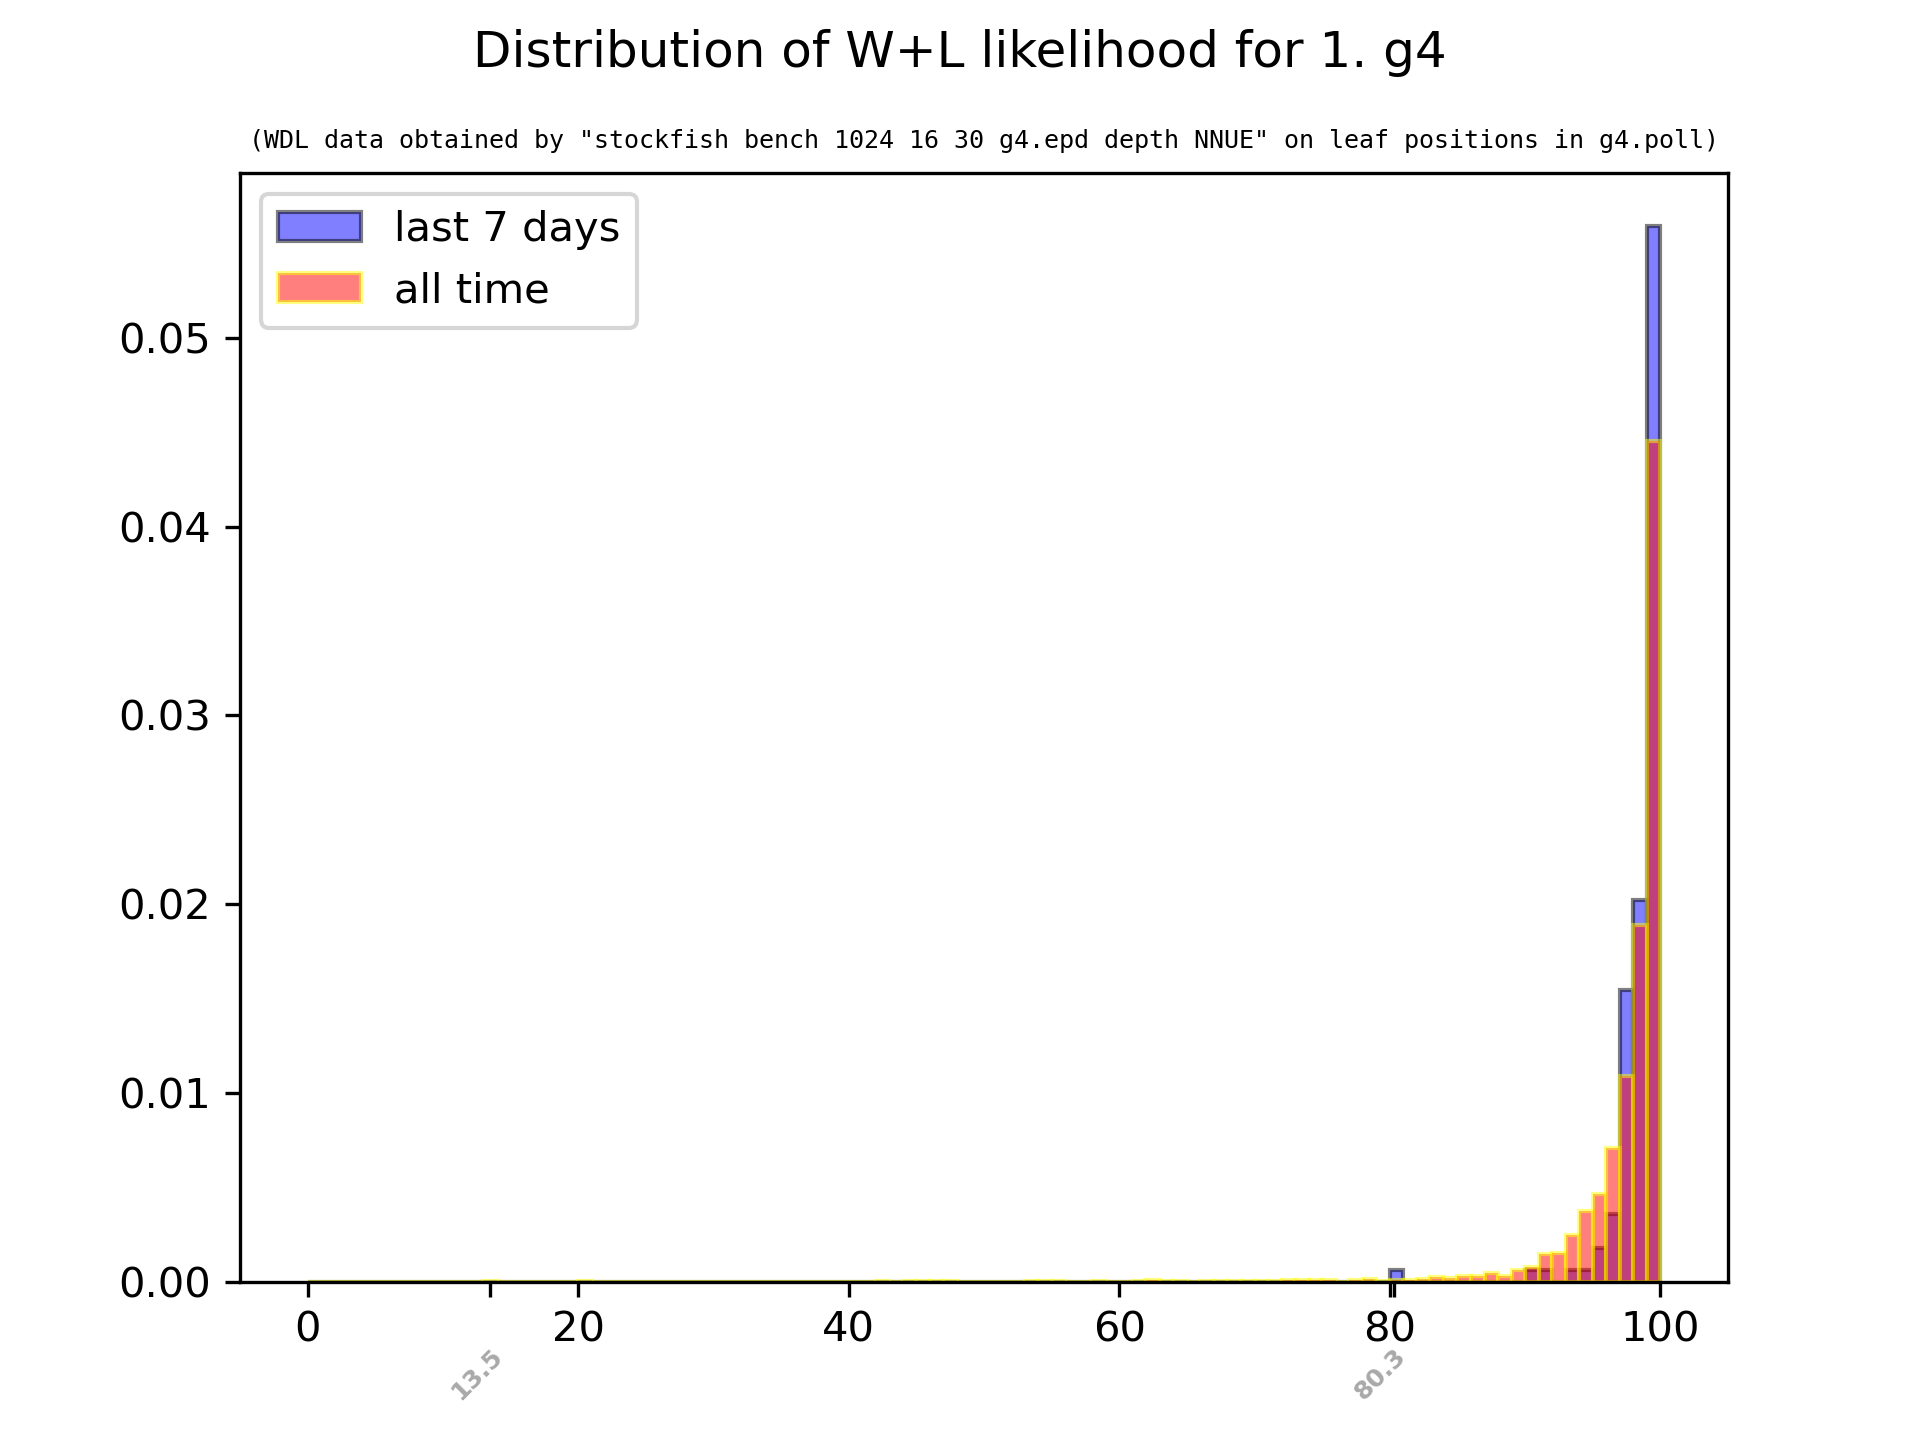 Distribution of W+L likelihood for 1. g4
(WDL data obtained by "stockfish bench 1024 16 30 g4.epd depth NNUE" on leaf positions in g4.poll)
last 7 days
all time
0.05
0.04
0.03
0.02
0.01
0.00
0 20 40 60 80 100
13.5 80.3